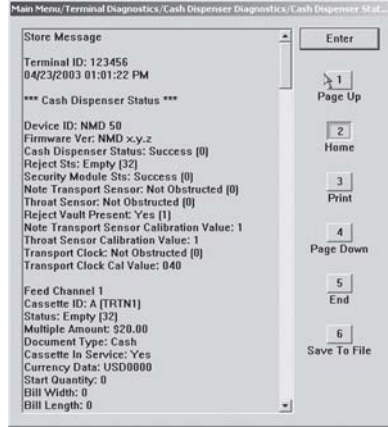 Main Menu/Terminal Diagnostics/Cash Dispenser Diagnostics/Cash Dispenser Stat...
Store Message
Terminal ID: 123456
04/23/2003 01:01:22 PM
*** Cash Dispenser Status ***
Device ID: NMD 50
Firmware Ver: NMD x.y.z
Cash Dispenser Status: Success (0)
Reject Sts: Empty (32)
Security Module Sts: Success (0)
Note Transport Sensor: Not Obstructed (0)
Throat Sensor: Not Obstructed (0)
Reject Vault Present: Yes (1)
Note Transport Sensor Calibration Value: 1
Throat Sensor Calibration Value: 1
Transport Clock: Not Obstructed (0)
Transport Clock Cal Value: 040
Feed Channel 1
Cassette ID: A (TRTN1)
Status: Empty (32)
Multiple Amount: $20.00
Document Type: Cash
Cassette In Service: Yes
Currency Data: USD0000
Start Quantity: 0
Bill Width: 0
Bill Length: 0
Enter
1
Page Up
2
Home
3
Print
4
Page Down
5
End
6
Save To File